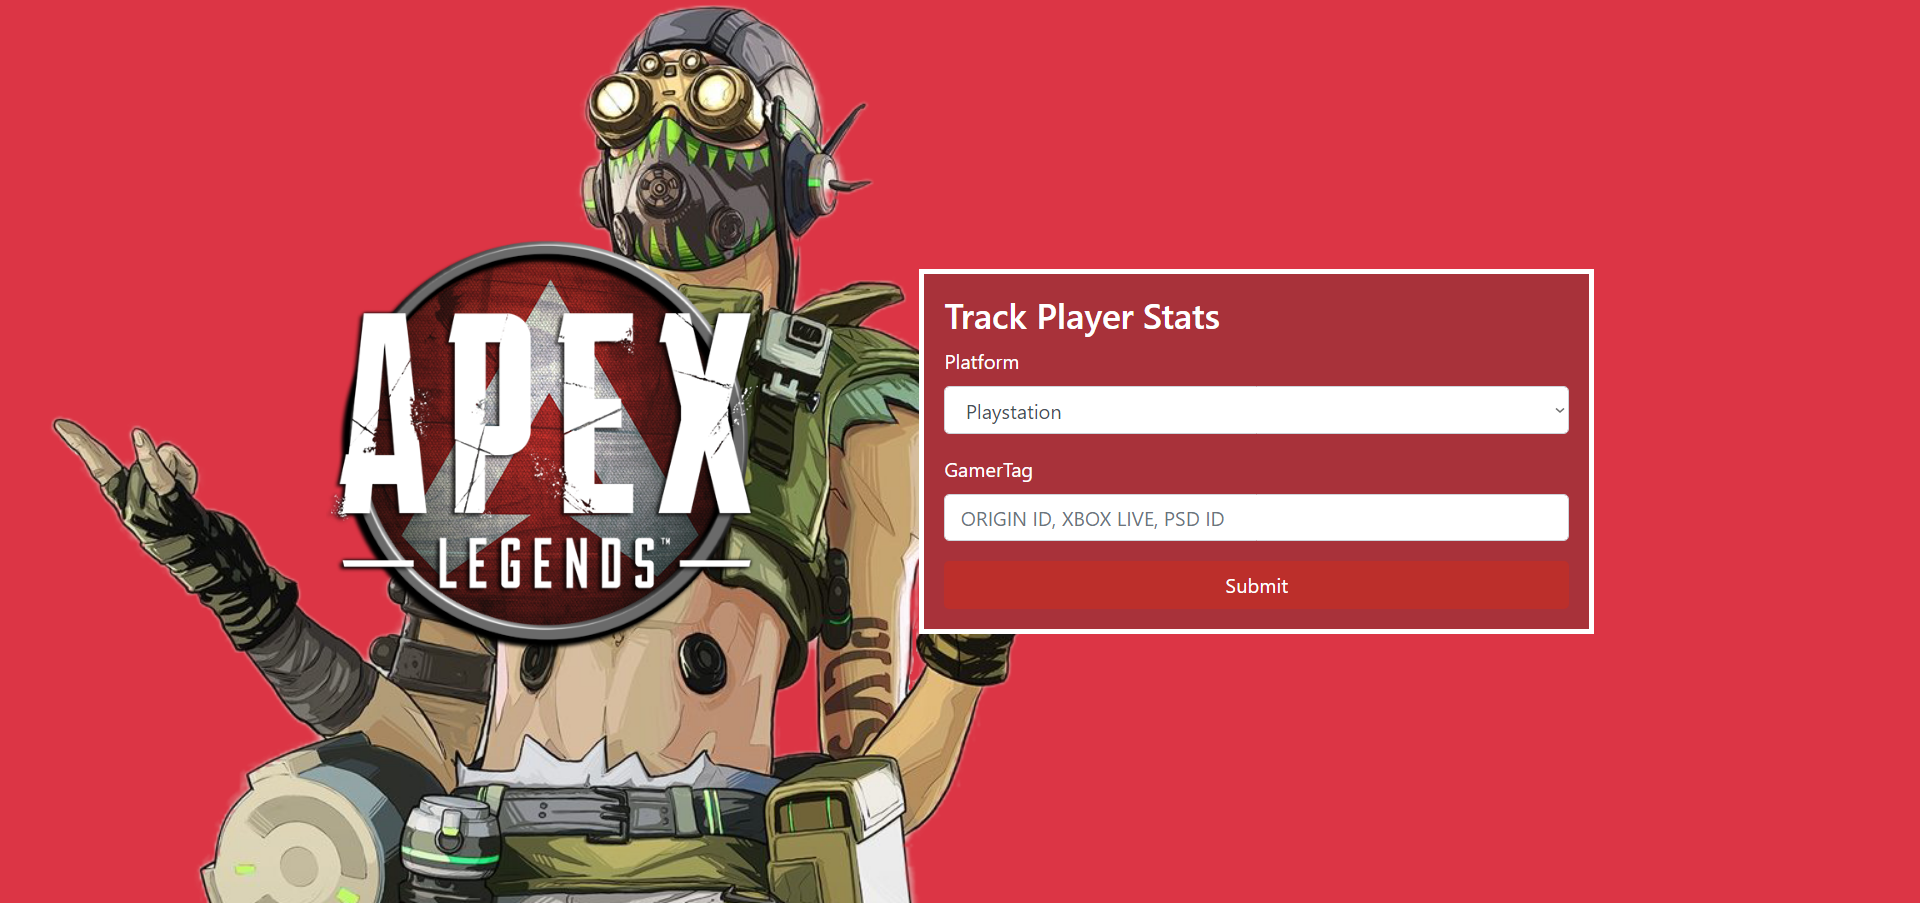 APEX
LEGENDS™
Track Player Stats
Platform
Playstation
GamerTag
ORIGIN ID, XBOX LIVE, PSD ID
Submit